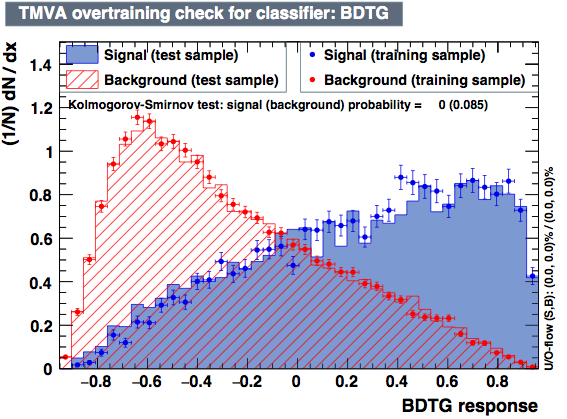 TMVA overtraining check for classifier: BDTG
(1/N) dN / dx
Signal (test sample)
Background (test sample)
Signal (training sample)
Background (training sample)
Kolmogorov-Smirnov test: signal (background) probability = 0 (0.085)
1.4
1.2
1
0.8
0.6
0.4
0.2
0
−0.8 −0.6 −0.4 −0.2 0 0.2 0.4 0.6 0.8
BDTG response
U/O-flow (S,B): (0.0, 0.0)% / (0.0, 0.0)%